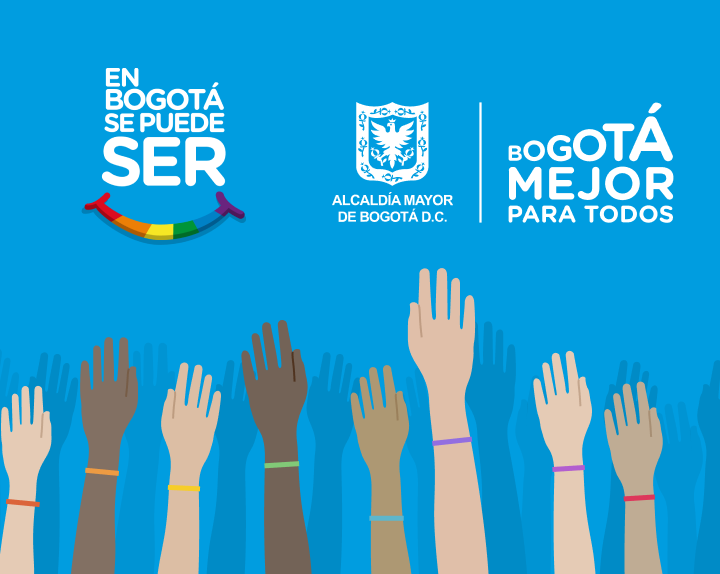 EN
BOGOTÁ
SE PUEDE
SER
ALCALDÍA MAYOR
DE BOGOTÁ D.C.
BOGOTÁ
MEJOR
PARA TODOS